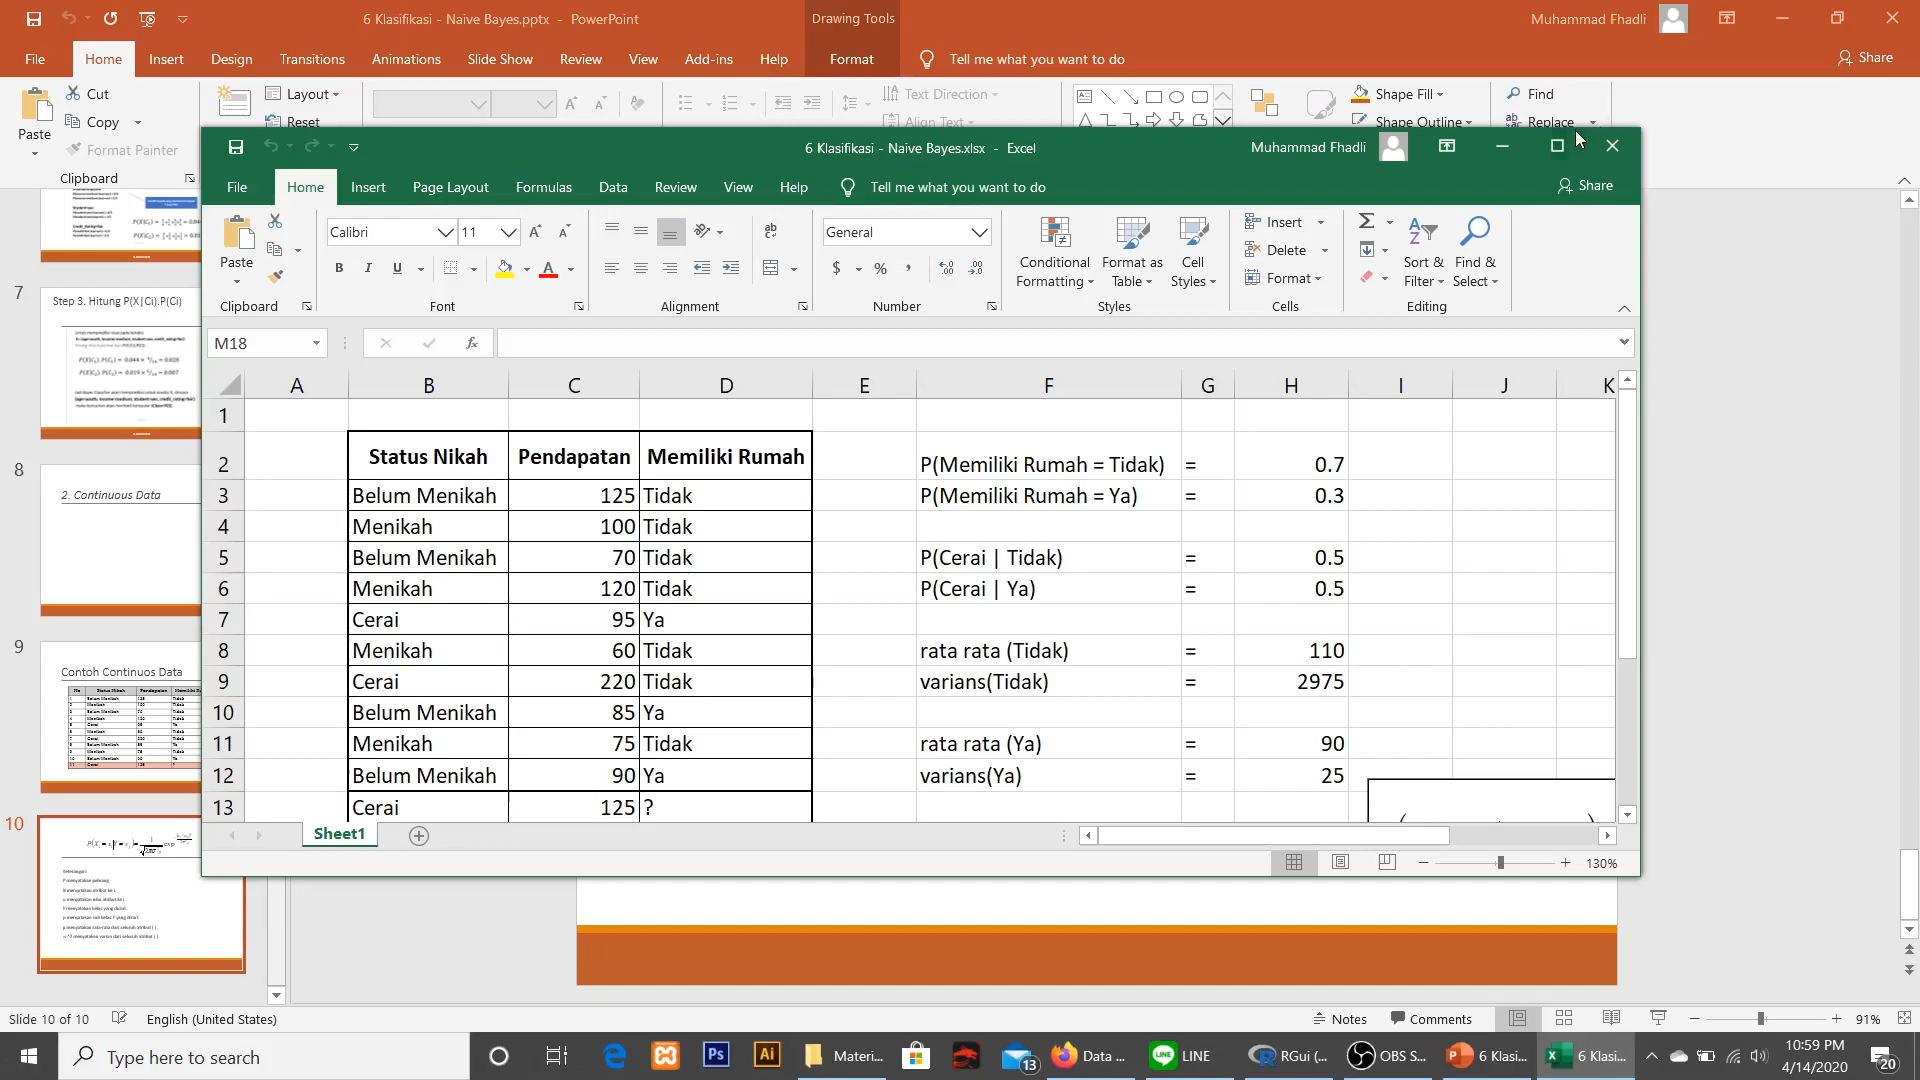 6 Klasifikasi - Naive Bayes.pptx - PowerPoint
Drawing Tools
Muhammad Fhadli
File Home Insert Design Transitions Animations Slide Show Review View Add-ins Help Format Tell me what you want to do Share
Paste
Cut
Copy
Format Painter
Clipboard
Layout
Reset
Text Direction
Align Text
Shape Fill
Shape Outline
Find
Replace
6 Klasifikasi - Naive Bayes.xlsx - Excel
Muhammad Fhadli
File Home Insert Page Layout Formulas Data Review View Help Tell me what you want to do Share
Paste
Clipboard
Calibri 11
B I U
Font
Alignment
General
$ % ,
Number
Conditional Formatting
Format as Table
Cell Styles
Styles
Insert
Delete
Format
Cells
Sort & Filter
Find & Select
Editing
M18
fx
A B C D E F G H I J K
1
2 Status Nikah Pendapatan Memiliki Rumah P(Memiliki Rumah = Tidak) = 0.7
3 Belum Menikah 125 Tidak P(Memiliki Rumah = Ya) = 0.3
4 Menikah 100 Tidak
5 Belum Menikah 70 Tidak P(Cerai | Tidak) = 0.5
6 Menikah 120 Tidak P(Cerai | Ya) = 0.5
7 Cerai 95 Ya
8 Menikah 60 Tidak rata rata (Tidak) = 110
9 Cerai 220 Tidak varians(Tidak) = 2975
10 Belum Menikah 85 Ya
11 Menikah 75 Tidak rata rata (Ya) = 90
12 Belum Menikah 90 Ya varians(Ya) = 25
13 Cerai 125 ?
Sheet1
130%
7
Step 3. Hitung P(X|Ci).P(Ci)
8
2. Continuous Data
9
Contoh Continuos Data
10
Slide 10 of 10 English (United States) Notes Comments 91%
Type here to search
Ps
Ai
Materi...
13
Data ...
LINE
LINE
RGui (...
OBS S...
6 Klasi...
6 Klasi...
10:59 PM
4/14/2020
20